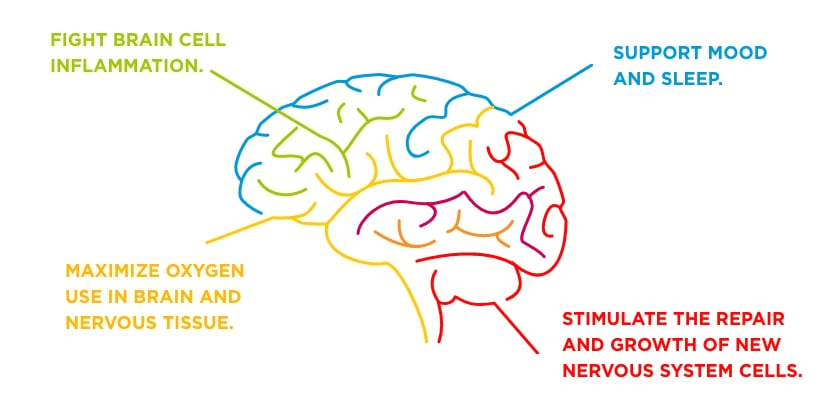 FIGHT BRAIN CELL
INFLAMMATION.
SUPPORT MOOD
AND SLEEP.
MAXIMIZE OXYGEN
USE IN BRAIN AND
NERVOUS TISSUE.
STIMULATE THE REPAIR
AND GROWTH OF NEW
NERVOUS SYSTEM CELLS.